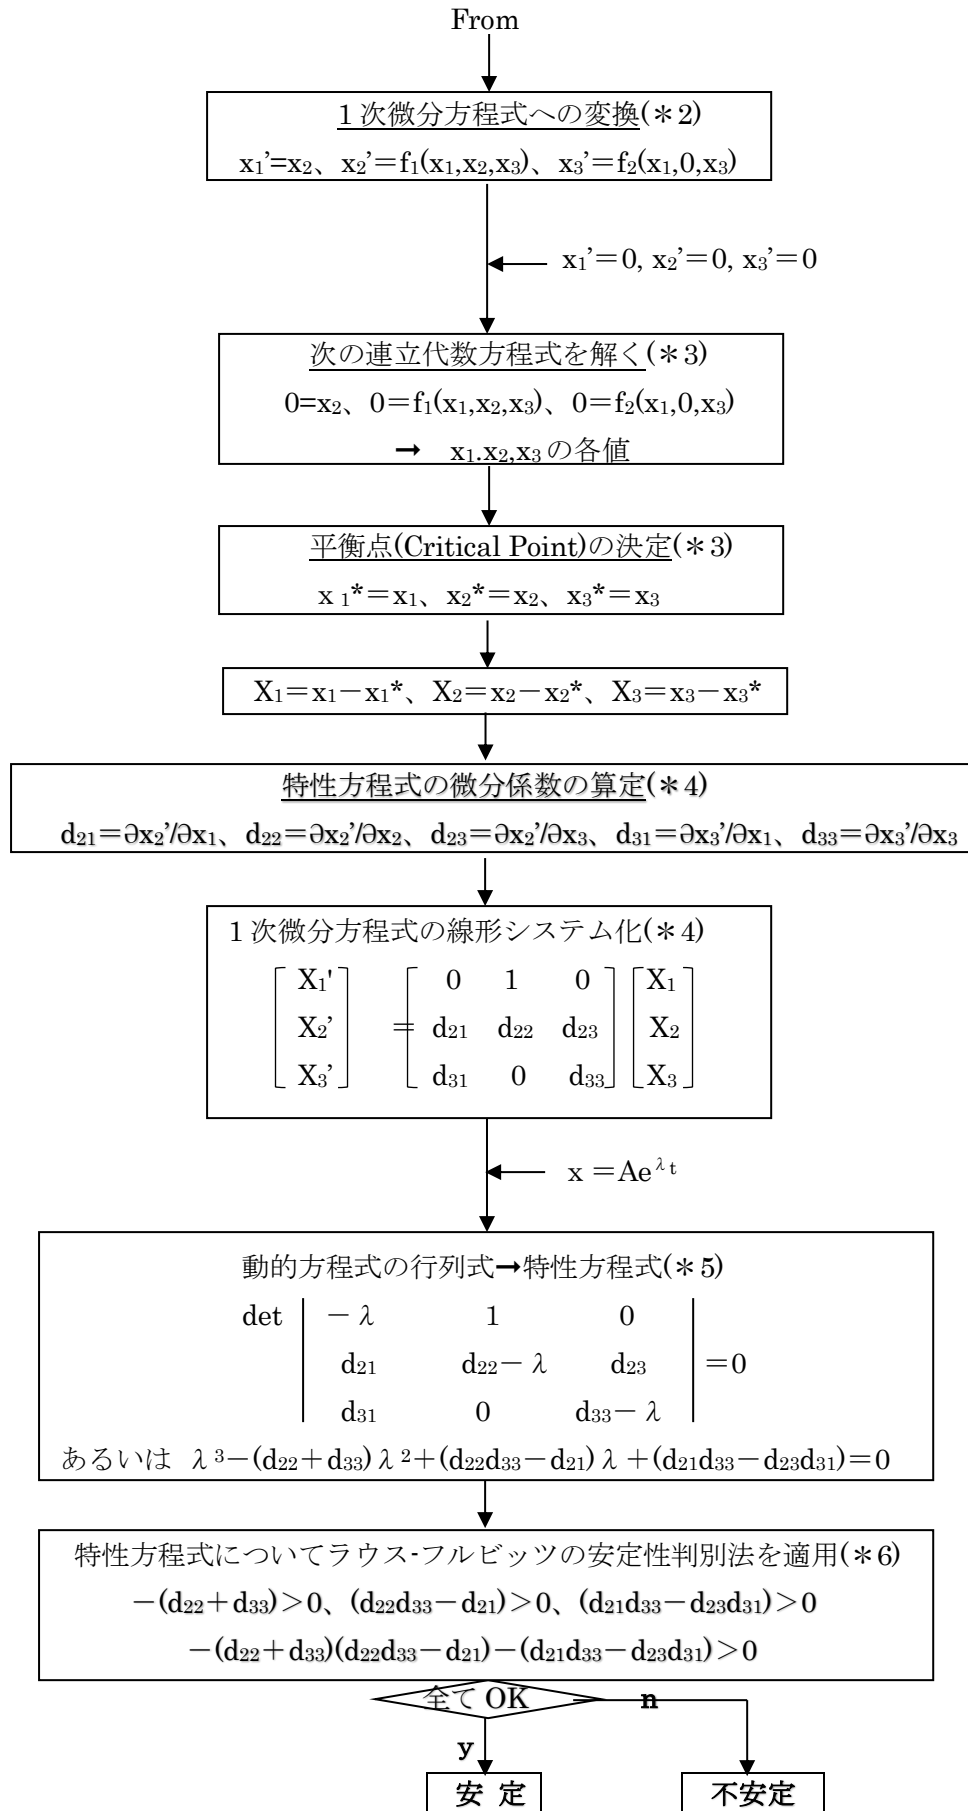 From
1次微分方程式への変換(＊2)
x₁’=x₂、x₂’＝f₁(x₁,x₂,x₃)、x₃’＝f₂(x₁,0,x₃)
x₁’＝0, x₂’＝0, x₃’＝0
次の連立代数方程式を解く(＊3)
0=x₂、0＝f₁(x₁,x₂,x₃)、0＝f₂(x₁,0,x₃)
→ x₁.x₂,x₃の各値
平衡点(Critical Point)の決定(＊3)
x ₁*＝x₁、x₂*＝x₂、x₃*＝x₃
X₁＝x₁－x₁*、X₂＝x₂－x₂*、X₃＝x₃－x₃*
特性方程式の微分係数の算定(＊4)
d₂₁＝∂x₂’/∂x₁、d₂₂＝∂x₂’/∂x₂、d₂₃＝∂x₂’/∂x₃、d₃₁＝∂x₃’/∂x₁、d₃₃＝∂x₃’/∂x₃
1次微分方程式の線形システム化(＊4)
X₁' 0 1 0 X₁
X₂’ ＝ d₂₁ d₂₂ d₂₃ X₂
X₃’ d₃₁ 0 d₃₃ X₃
x ＝Ae^λt
動的方程式の行列式→特性方程式(＊5)
det －λ 1 0
d₂₁ d₂₂－λ d₂₃ ＝0
d₃₁ 0 d₃₃－λ
あるいは λ³－(d₂₂＋d₃₃)λ²＋(d₂₂d₃₃－d₂₁)λ＋(d₂₁d₃₃－d₂₃d₃₁)＝0
特性方程式についてラウス・フルビッツの安定性判別法を適用(＊6)
－(d₂₂＋d₃₃)＞0、(d₂₂d₃₃－d₂₁)＞0、(d₂₁d₃₃－d₂₃d₃₁)＞0
－(d₂₂＋d₃₃)(d₂₂d₃₃－d₂₁)－(d₂₁d₃₃－d₂₃d₃₁)＞0
全て OK n
y
安 定 不安定